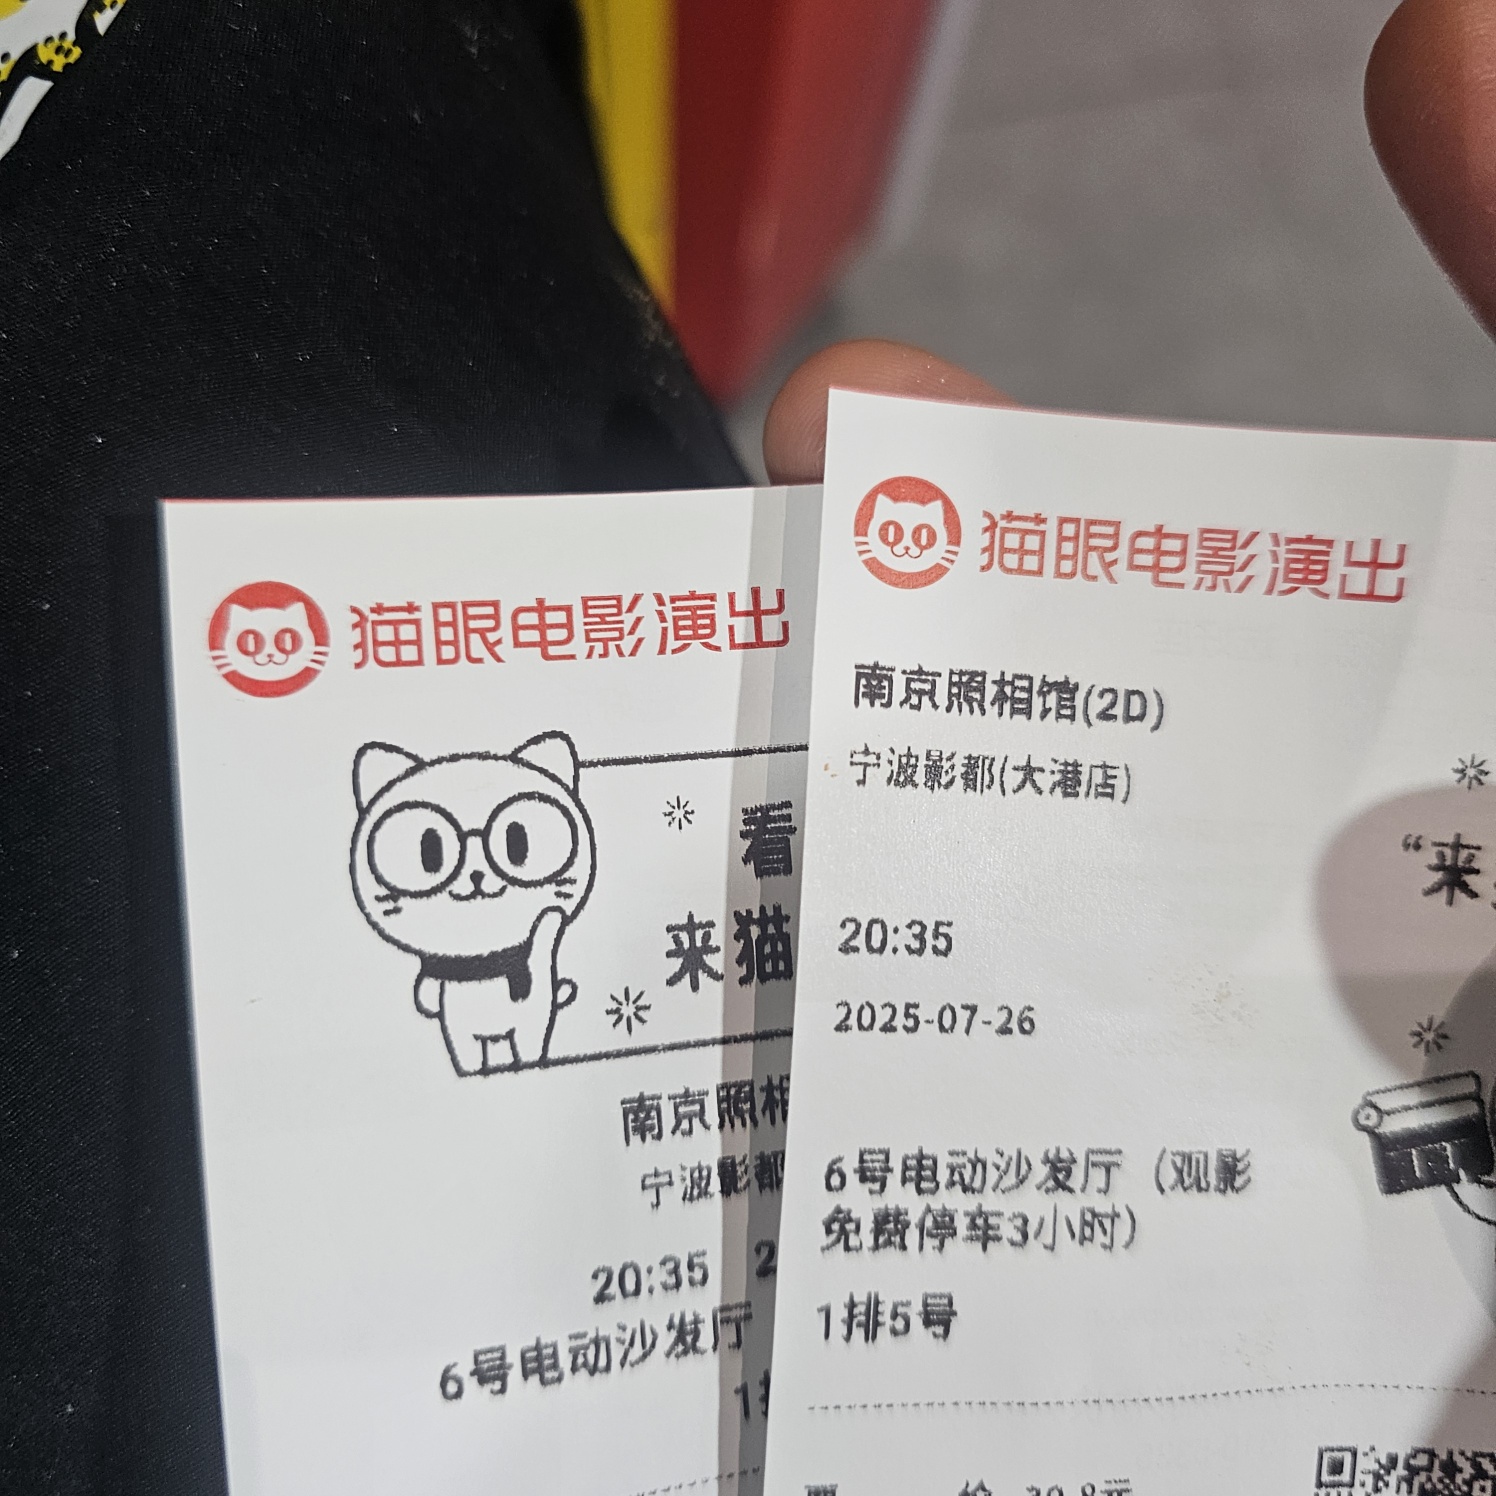 猫眼电影演出
看
来猫
南京照相
宁波影都
20:35 2
6号电动沙发厅
1排
猫眼电影演出
南京照相馆(2D)
宁波影都(大港店)
“来
20:35
2025-07-26
6号电动沙发厅（观影
免费停车3小时）
1排5号